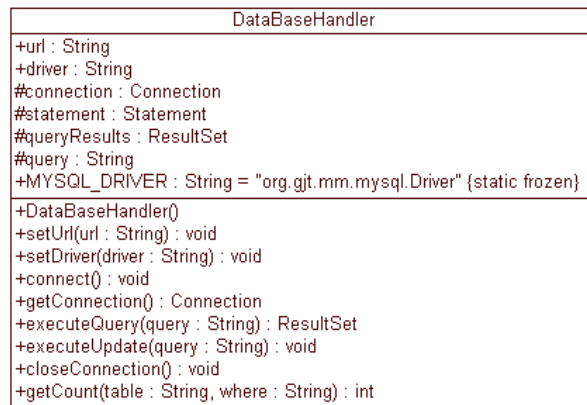 DataBaseHandler
+url : String
+driver : String
#connection : Connection
#statement : Statement
#queryResults : ResultSet
#query : String
+MYSQL_DRIVER : String = "org.gjt.mm.mysql.Driver" {static frozen}
+DataBaseHandler()
+setUrl(url : String) : void
+setDriver(driver : String) : void
+connect() : void
+getConnection() : Connection
+executeQuery(query : String) : ResultSet
+executeUpdate(query : String) : void
+closeConnection() : void
+getCount(table : String, where : String) : int